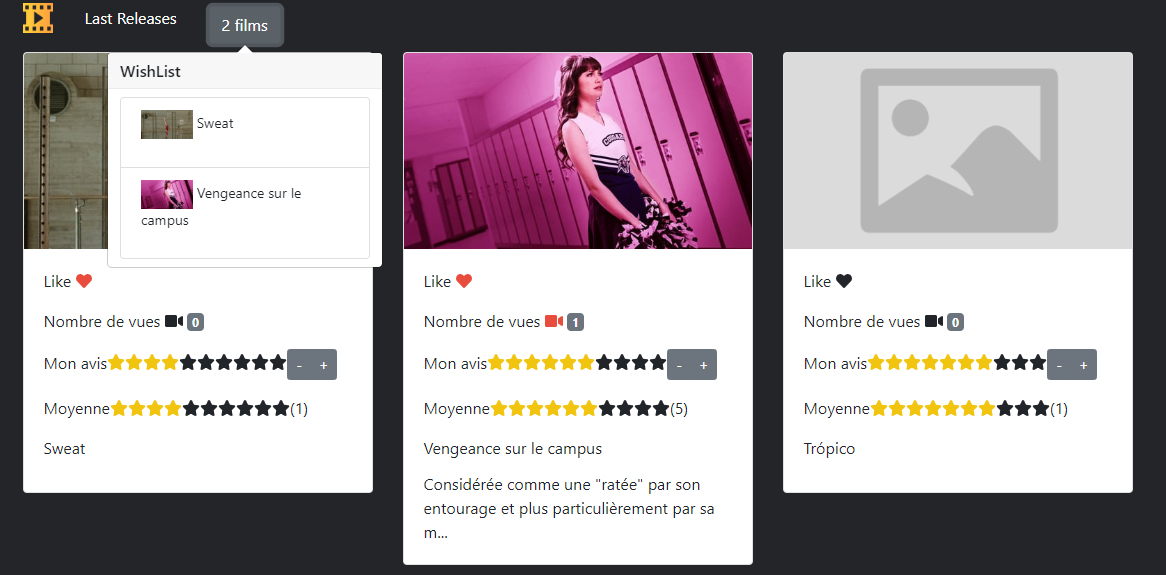 Last Releases
2 films
WishList
Sweat
Vengeance sur le
campus
Like
Nombre de vues 0
Mon avis - +
Moyenne (1)
Sweat
Like
Nombre de vues 1
Mon avis - +
Moyenne (5)
Vengeance sur le campus
Considérée comme une "ratée" par son
entourage et plus particulièrement par sa
m...
Like
Nombre de vues 0
Mon avis - +
Moyenne (1)
Trópico